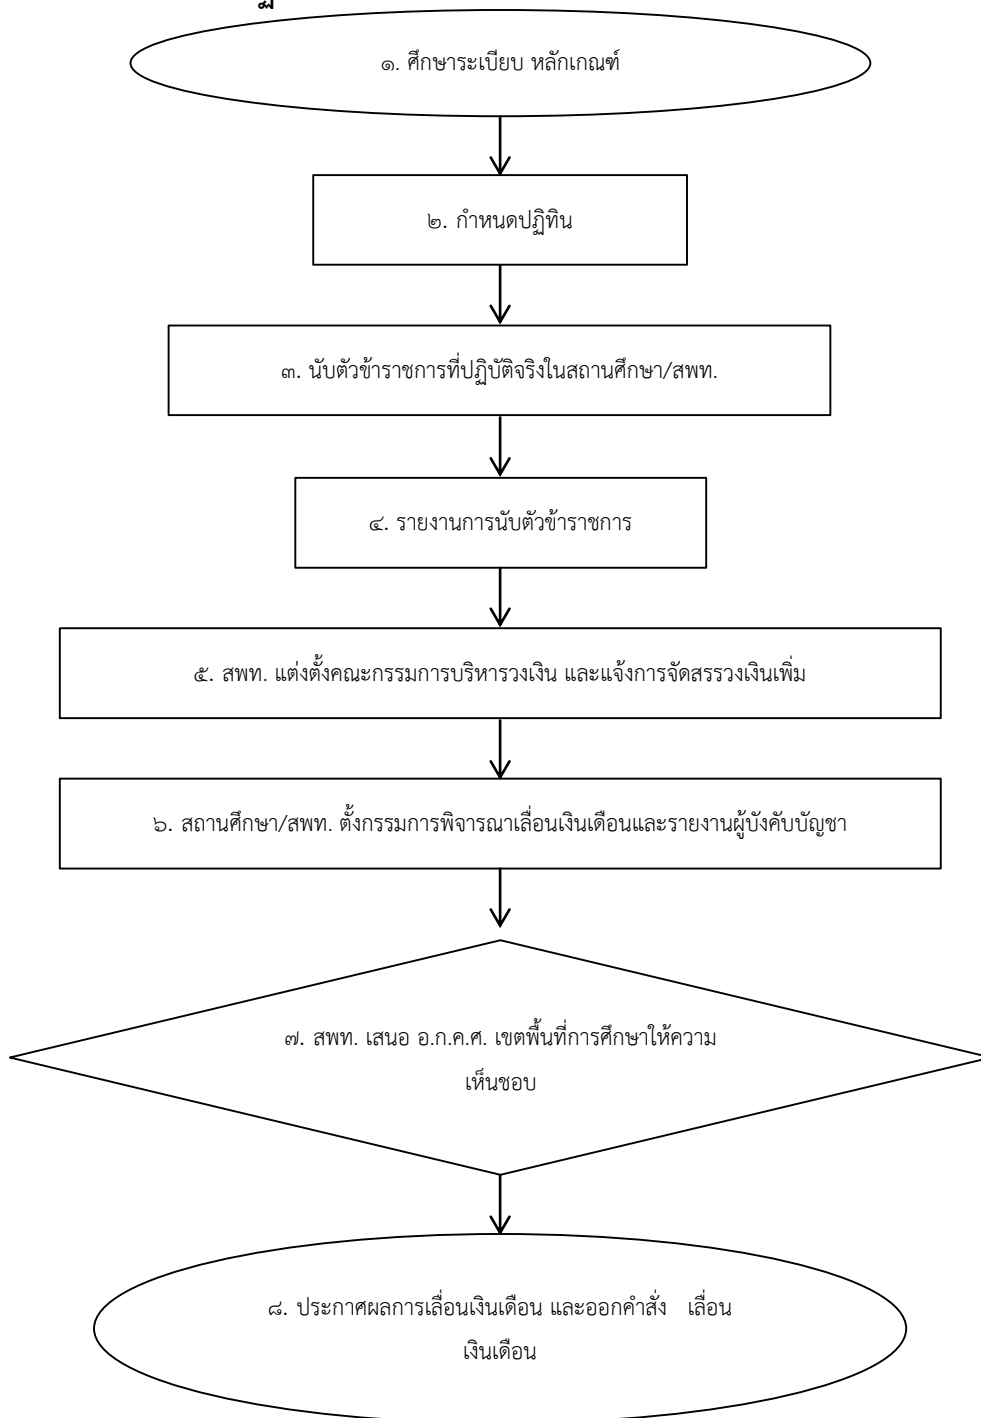 ๑. ศึกษาระเบียบ หลักเกณฑ์
๒. กำหนดปฏิทิน
๓. นับตัวข้าราชการที่ปฏิบัติจริงในสถานศึกษา/สพท.
๔. รายงานการนับตัวข้าราชการ
๕. สพท. แต่งตั้งคณะกรรมการบริหารวงเงิน และแจ้งการจัดสรรวงเงินเพิ่ม
๖. สถานศึกษา/สพท. ตั้งกรรมการพิจารณาเลื่อนเงินเดือนและรายงานผู้บังคับบัญชา
๗. สพท. เสนอ อ.ก.ค.ศ. เขตพื้นที่การศึกษาให้ความ
เห็นชอบ
๘. ประกาศผลการเลื่อนเงินเดือน และออกคำสั่ง เลื่อน
เงินเดือน